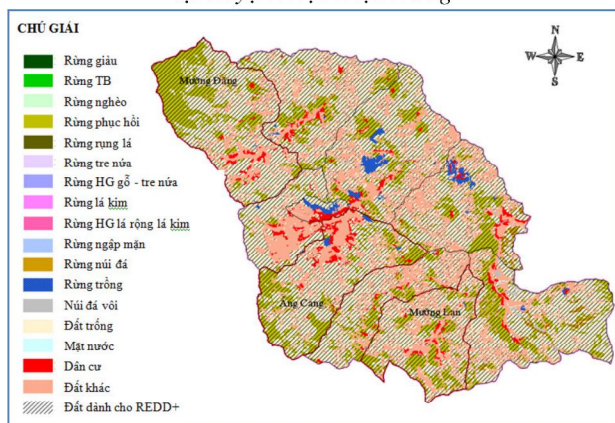 CHÚ GIẢI
Rừng giàu
Rừng TB
Rừng nghèo
Rừng phục hồi
Rừng rụng lá
Rừng tre nứa
Rừng HG gỗ - tre nứa
Rừng lá kim
Rừng HG lá rộng lá kim
Rừng ngập mặn
Rừng núi đá
Rừng trồng
Núi đá vôi
Đất trống
Mặt nước
Dân cư
Đất khác
Đất dành cho REDD+
N
W
E
S
Mường Đăng
Ẳng Cang
Mường Lạn